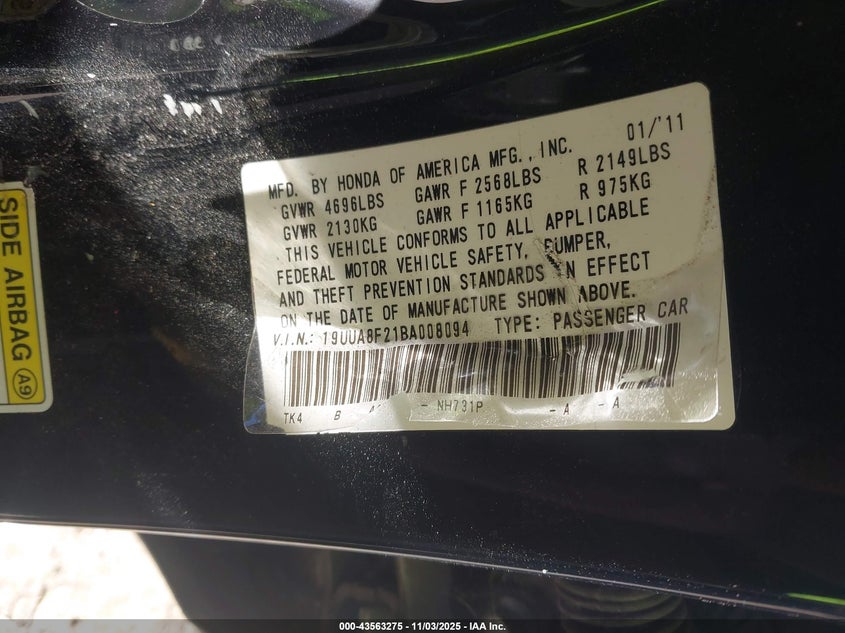 01/'11
MFD. BY HONDA OF AMERICA MFG., INC.
GVWR 4696LBS GAWR F 2568LBS R 2149LBS
GVWR 2130KG GAWR F 1165KG R 975KG
THIS VEHICLE CONFORMS TO ALL APPLICABLE
FEDERAL MOTOR VEHICLE SAFETY, BUMPER,
AND THEFT PREVENTION STANDARDS IN EFFECT
ON THE DATE OF MANUFACTURE SHOWN ABOVE.
V.I.N.: 19UUA8F21BA008094 TYPE: PASSENGER CAR
TK4 B A - NH731P - A - A
SIDE AIRBAG A9
000-43563275 - 11/03/2025 - IAA Inc.